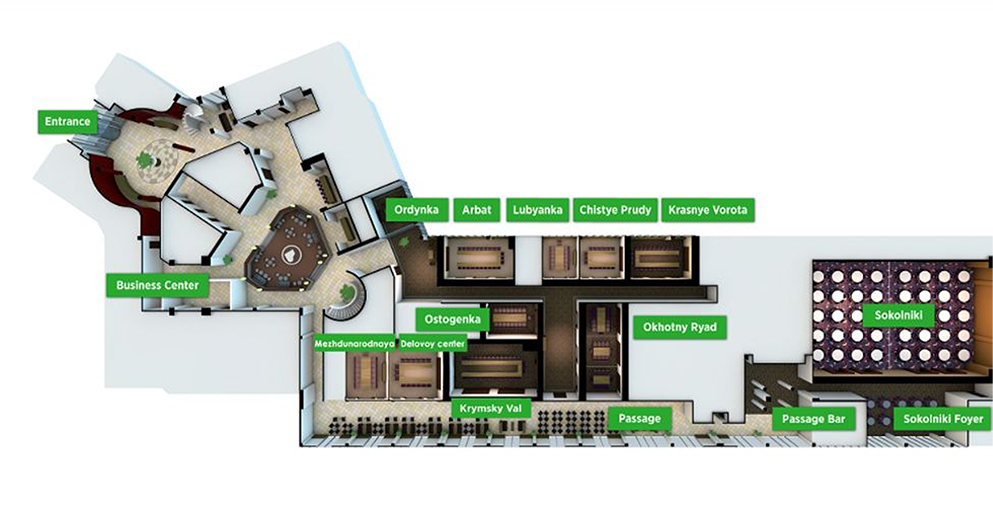 Entrance
Ordynka
Arbat
Lubyanka
Chistye Prudy
Krasnye Vorota
Business Center
Ostogenka
Okhotny Ryad
Sokolniki
Mezhdunarodnaya
Delovoy center
Krymsky Val
Passage
Passage Bar
Sokolniki Foyer